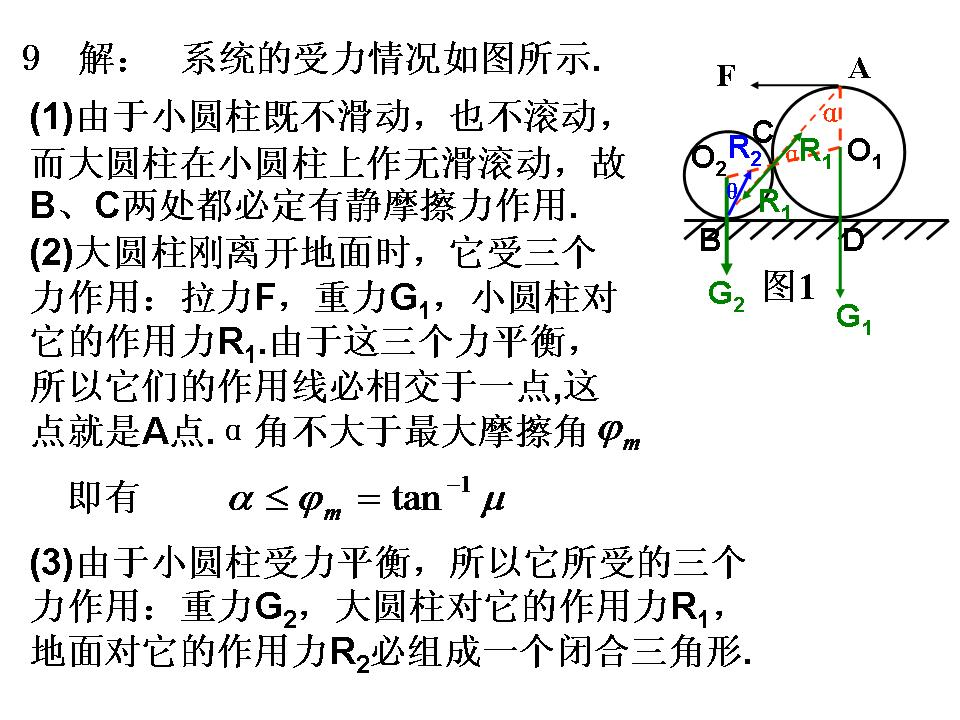 9 解： 系统的受力情况如图所示.
(1)由于小圆柱既不滑动，也不滚动，
而大圆柱在小圆柱上作无滑滚动，故
B、C两处都必定有静摩擦力作用.
(2)大圆柱刚离开地面时，它受三个
力作用：拉力F，重力G₁，小圆柱对
它的作用力R₁.由于这三个力平衡，
所以它们的作用线必相交于一点,这
点就是A点.α角不大于最大摩擦角 φₘ
即有 α ≤ φₘ = tan⁻¹ μ
(3)由于小圆柱受力平衡，所以它所受的三个
力作用：重力G₂，大圆柱对它的作用力R₁，
地面对它的作用力R₂必组成一个闭合三角形.
F
A
α
C
O₂
R₂
α
R₁
O₁
θ
R₁
B
D
G₂
图1
G₁